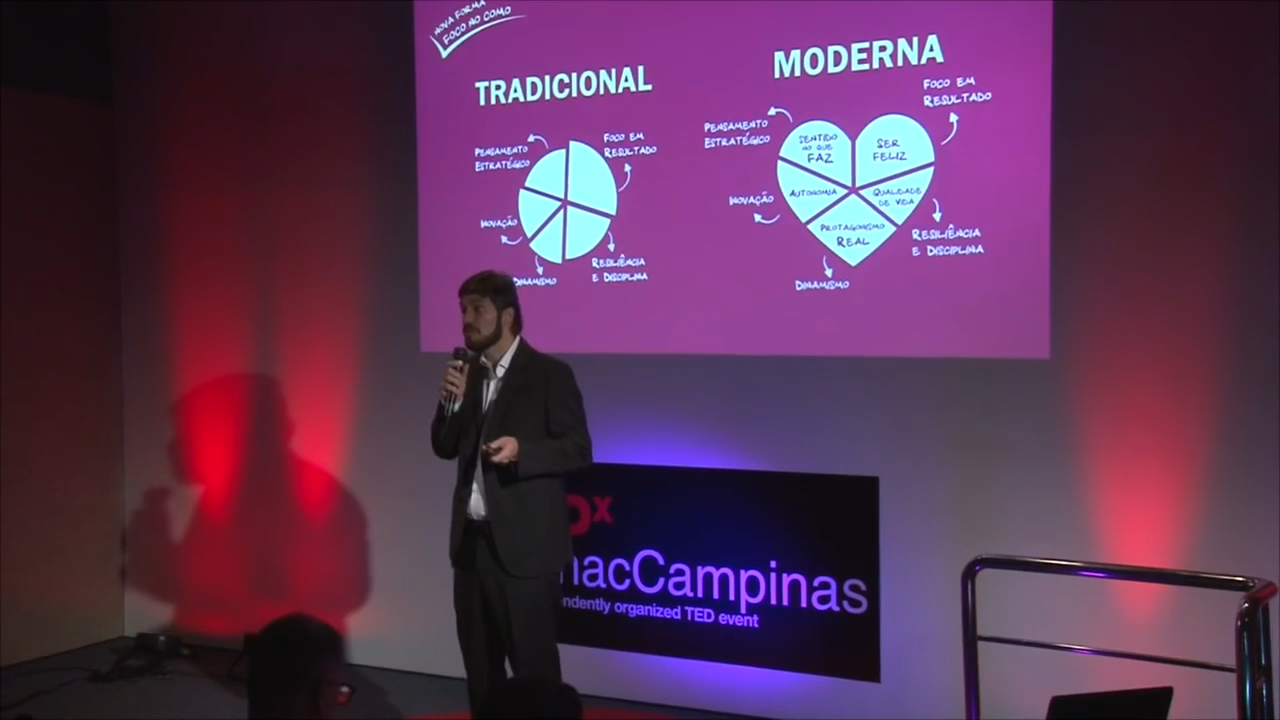 NOVA FORMA
FOCO NO COMO
TRADICIONAL
PENSAMENTO
ESTRATÉGICO
FOCO EM
RESULTADO
INOVAÇÃO
DINAMISMO
RESILIÊNCIA
E DISCIPLINA
MODERNA
PENSAMENTO
ESTRATÉGICO
FOCO EM
RESULTADO
SENTIDO
NO QUE
FAZ
SER
FELIZ
AUTONOMIA
QUALIDADE
DE VIDA
PROTAGONISMO
REAL
INOVAÇÃO
RESILIÊNCIA
E DISCIPLINA
DINAMISMO
x
nacCampinas
endently organized TED event